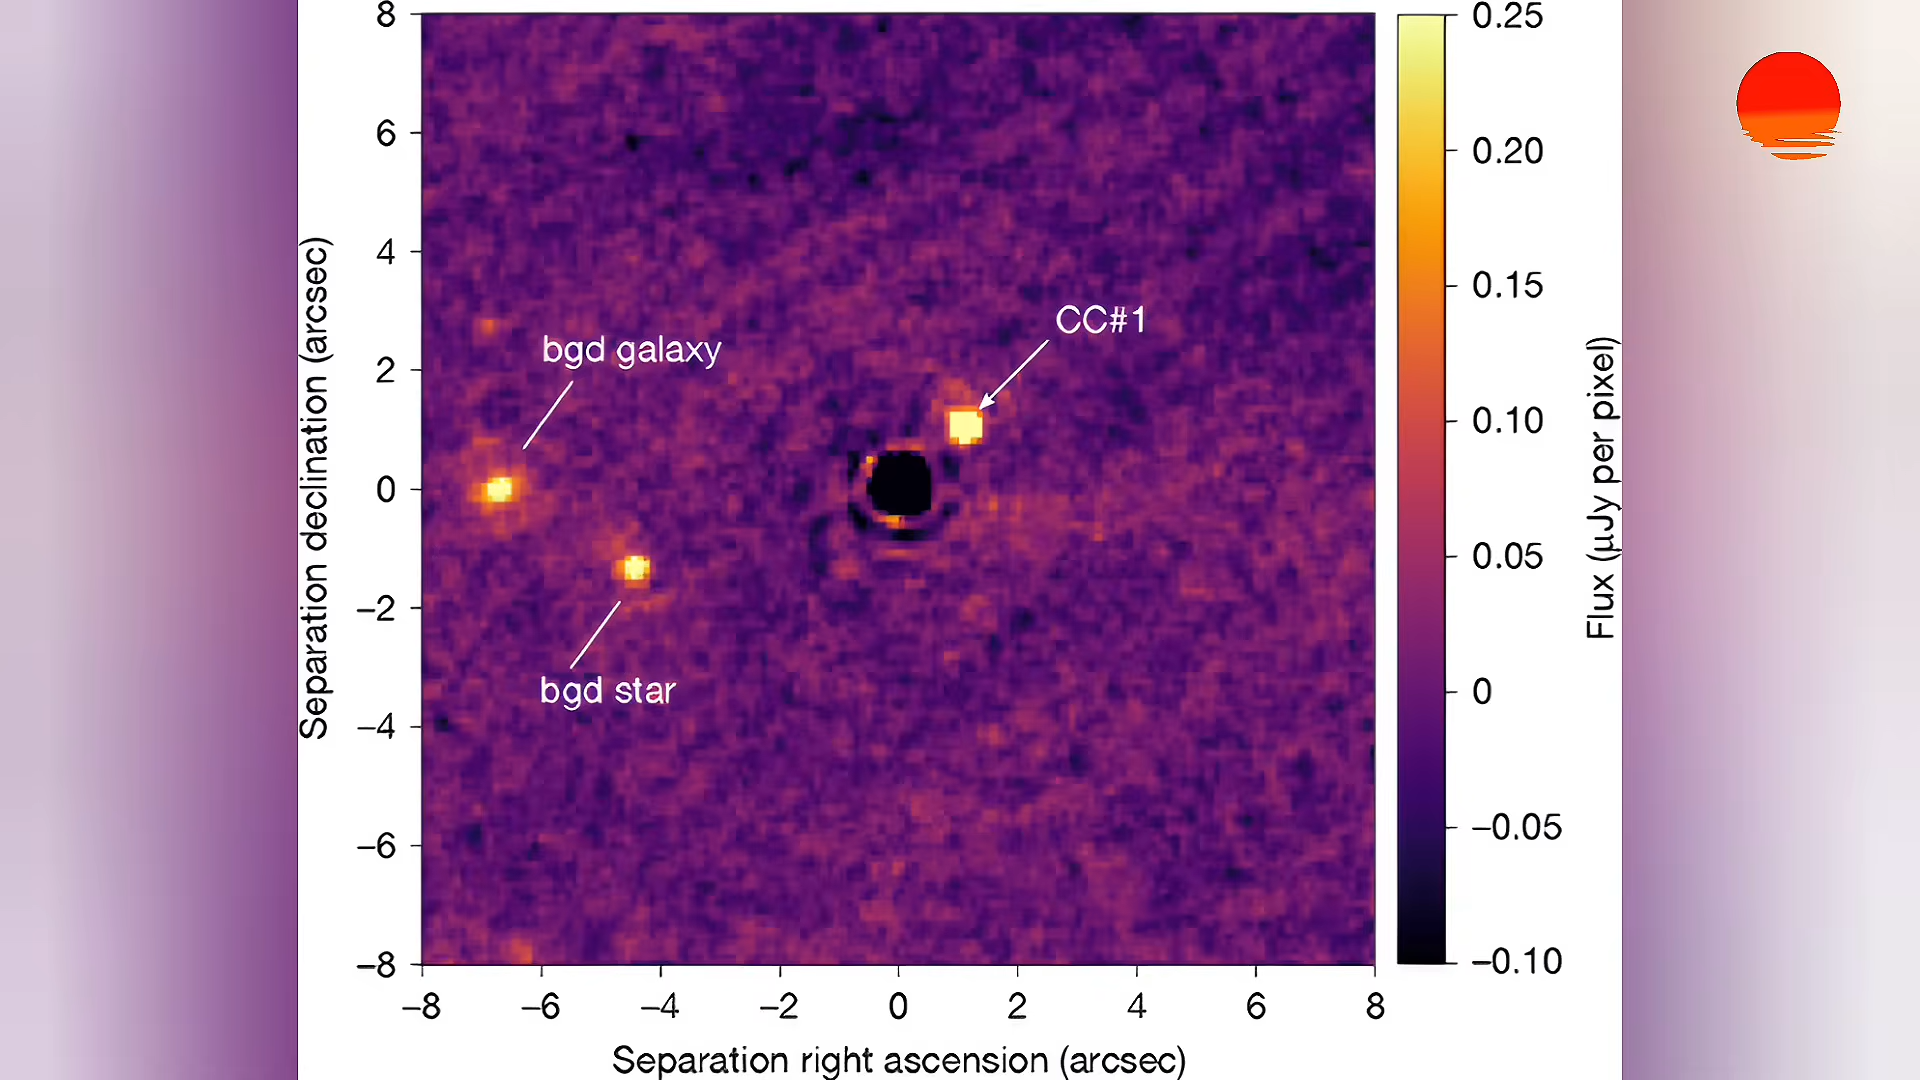 8
6
4
2
0
−2
−4
−6
−8
Separation declination (arcsec)
bgd galaxy
CC#1
bgd star
−8 −6 −4 −2 0 2 4 6 8
Separation right ascension (arcsec)
0.25
0.20
0.15
0.10
0.05
0
−0.05
−0.10
Flux (μJy per pixel)